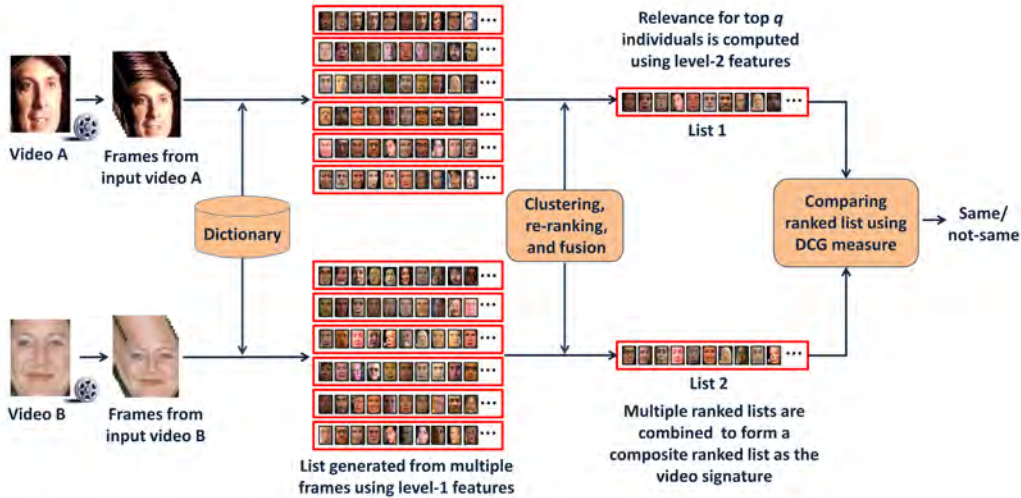 Relevance for top q
individuals is computed
using level-2 features
Video A
Frames from
input video A
List 1
Dictionary
Clustering,
re-ranking,
and fusion
Comparing
ranked list using
DCG measure
Same/
not-same
Video B
Frames from
input video B
List generated from multiple
frames using level-1 features
List 2
Multiple ranked lists are
combined to form a
composite ranked list as the
video signature